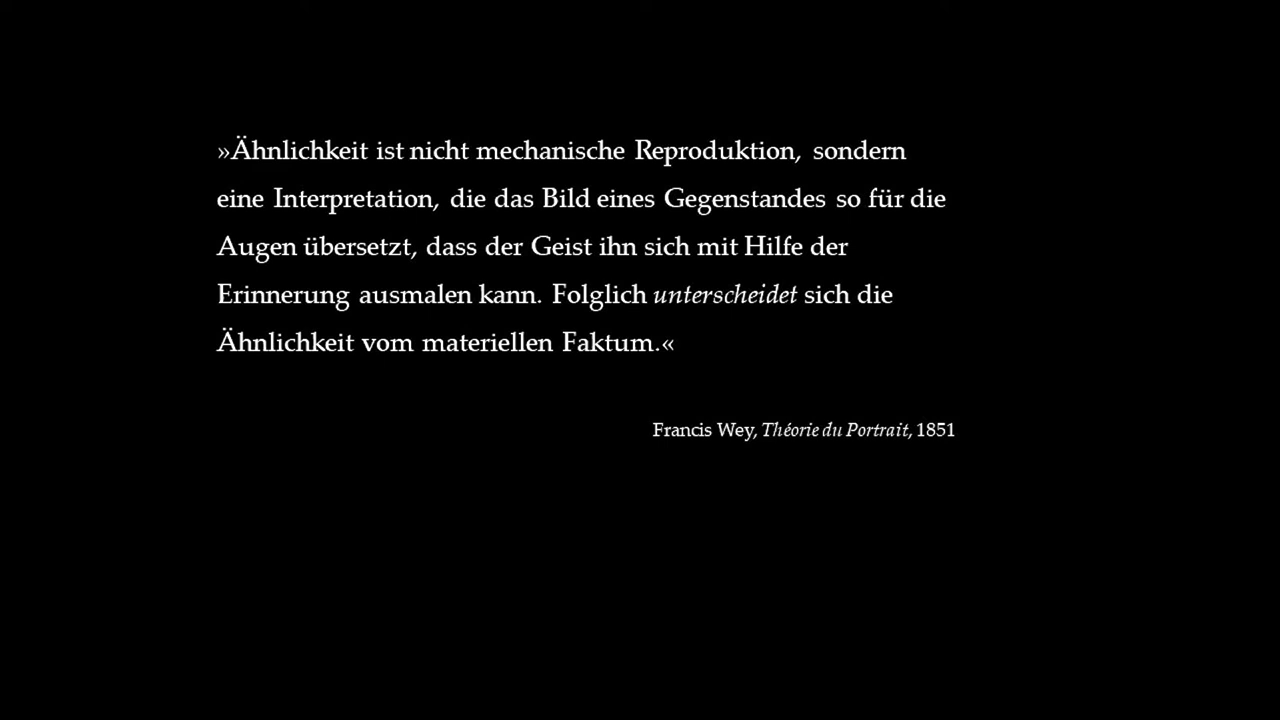 »Ähnlichkeit ist nicht mechanische Reproduktion, sondern
eine Interpretation, die das Bild eines Gegenstandes so für die
Augen übersetzt, dass der Geist ihn sich mit Hilfe der
Erinnerung ausmalen kann. Folglich unterscheidet sich die
Ähnlichkeit vom materiellen Faktum.«
Francis Wey, Théorie du Portrait, 1851